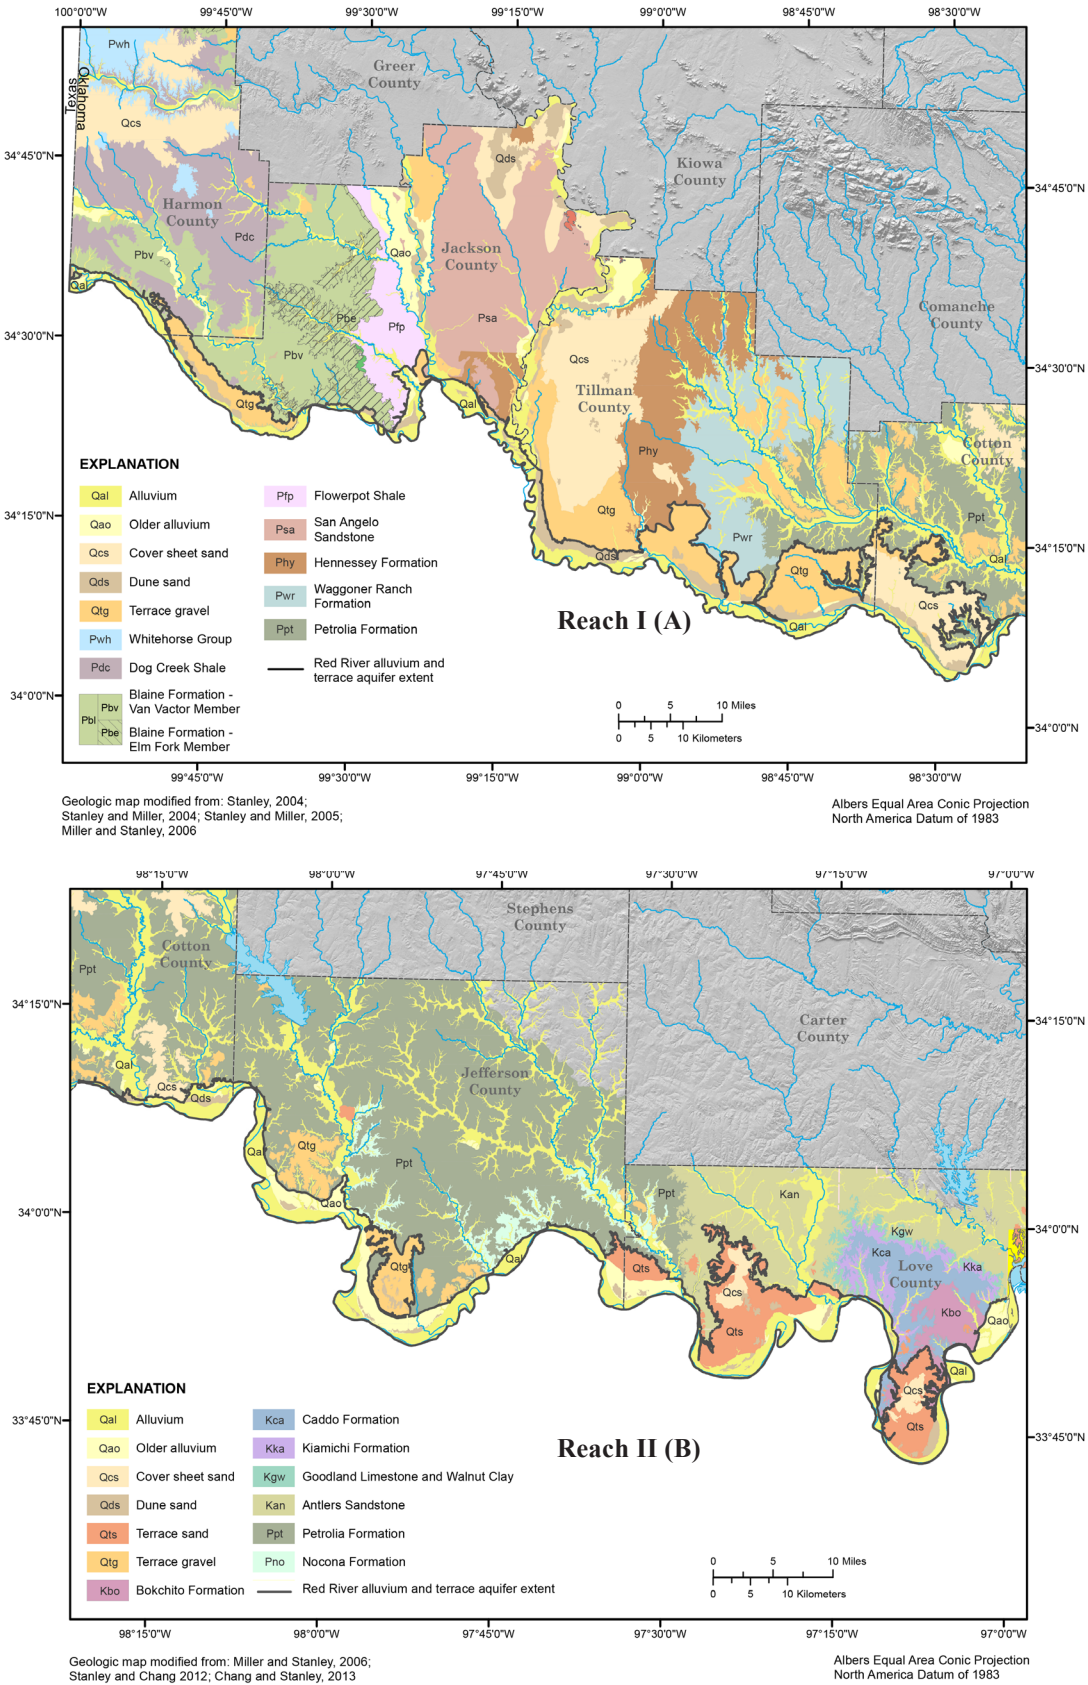 100°0'0"W 99°45'0"W 99°30'0"W 99°15'0"W 99°0'0"W 98°45'0"W 98°30'0"W
Pwh
Greer
County
Oklahoma
Texas
Qcs
34°45'0"N
Qds
Kiowa
County
34°45'0"N
Harmon
County
Pdc
Pbv
Qao
Jackson
County
Qal
Comanche
County
Pbe
Pfp
Psa
34°30'0"N
Pbv
Qcs
34°30'0"N
Tillman
County
Qtg
Qal
Cotton
County
Phy
EXPLANATION
Qal Alluvium
Qao Older alluvium
Qcs Cover sheet sand
Qds Dune sand
Qtg Terrace gravel
Pwh Whitehorse Group
Pdc Dog Creek Shale
Pbl
Pbv Blaine Formation -
Van Vactor Member
Pbe Blaine Formation -
Elm Fork Member
Pfp Flowerpot Shale
Psa San Angelo
Sandstone
Phy Hennessey Formation
Pwr Waggoner Ranch
Formation
Ppt Petrolia Formation
Red River alluvium and
terrace aquifer extent
34°15'0"N
Qtg
Ppt
Pwr
Qds
34°15'0"N
Qal
Qtg
Qcs
Reach I (A)
Qal
34°0'0"N
0 5 10 Miles
0 5 10 Kilometers
34°0'0"N
99°45'0"W 99°30'0"W 99°15'0"W 99°0'0"W 98°45'0"W 98°30'0"W
Geologic map modified from: Stanley, 2004;
Stanley and Miller, 2004; Stanley and Miller, 2005;
Miller and Stanley, 2006
Albers Equal Area Conic Projection
North America Datum of 1983
98°15'0"W 98°0'0"W 97°45'0"W 97°30'0"W 97°15'0"W 97°0'0"W
Stephens
County
Cotton
County
Ppt
34°15'0"N
34°15'0"N
Carter
County
Qal
Jefferson
County
Qcs
Qds
Qtg
Qal
Ppt
Ppt
Kan
Qao
34°0'0"N
34°0'0"N
Kgw
Kca
Qal
Qtg
Qts
Love
County
Kka
Qcs
Kbo
Qao
Qts
Qal
Qcs
Qts
EXPLANATION
Qal Alluvium
Qao Older alluvium
Qcs Cover sheet sand
Qds Dune sand
Qts Terrace sand
Qtg Terrace gravel
Kbo Bokchito Formation
Kca Caddo Formation
Kka Kiamichi Formation
Kgw Goodland Limestone and Walnut Clay
Kan Antlers Sandstone
Ppt Petrolia Formation
Pno Nocona Formation
Red River alluvium and terrace aquifer extent
33°45'0"N
33°45'0"N
Reach II (B)
0 5 10 Miles
0 5 10 Kilometers
98°15'0"W 98°0'0"W 97°45'0"W 97°30'0"W 97°15'0"W 97°0'0"W
Geologic map modified from: Miller and Stanley, 2006;
Stanley and Chang 2012; Chang and Stanley, 2013
Albers Equal Area Conic Projection
North America Datum of 1983